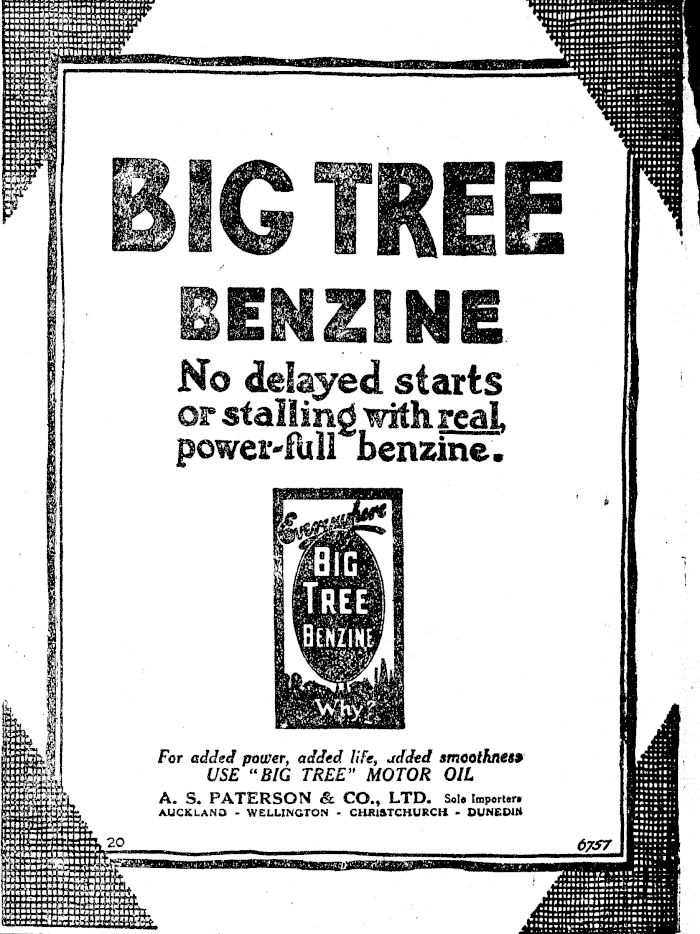 BIG TREE
BENZINE
No delayed starts
or stalling with real,
power-full benzine.
Everywhere
BIG
TREE
BENZINE
Why?
For added power, added life, added smoothness
USE "BIG TREE" MOTOR OIL
A. S. PATERSON & CO., LTD. Sole Importers
AUCKLAND - WELLINGTON - CHRISTCHURCH - DUNEDIN
20
6757